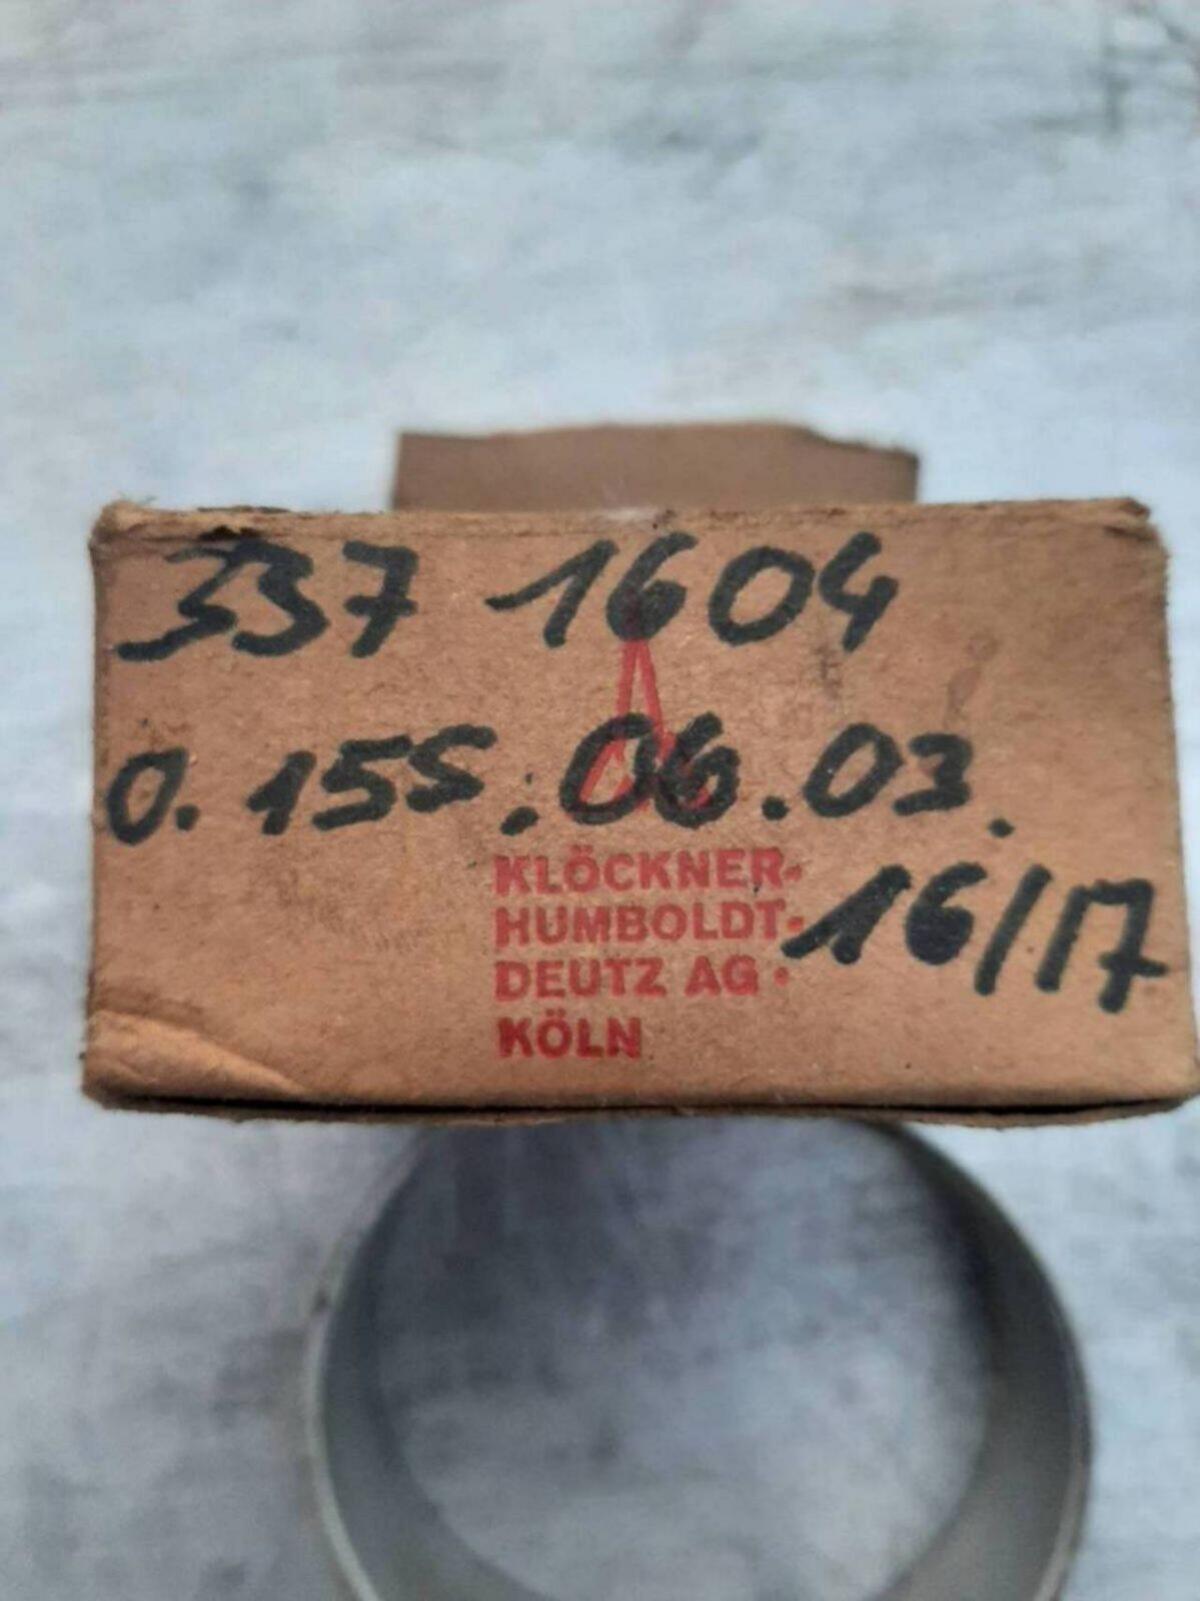 337 1604
0.155.06.03.
16/17
KLÖCKNER-
HUMBOLDT-
DEUTZ AG •
KÖLN